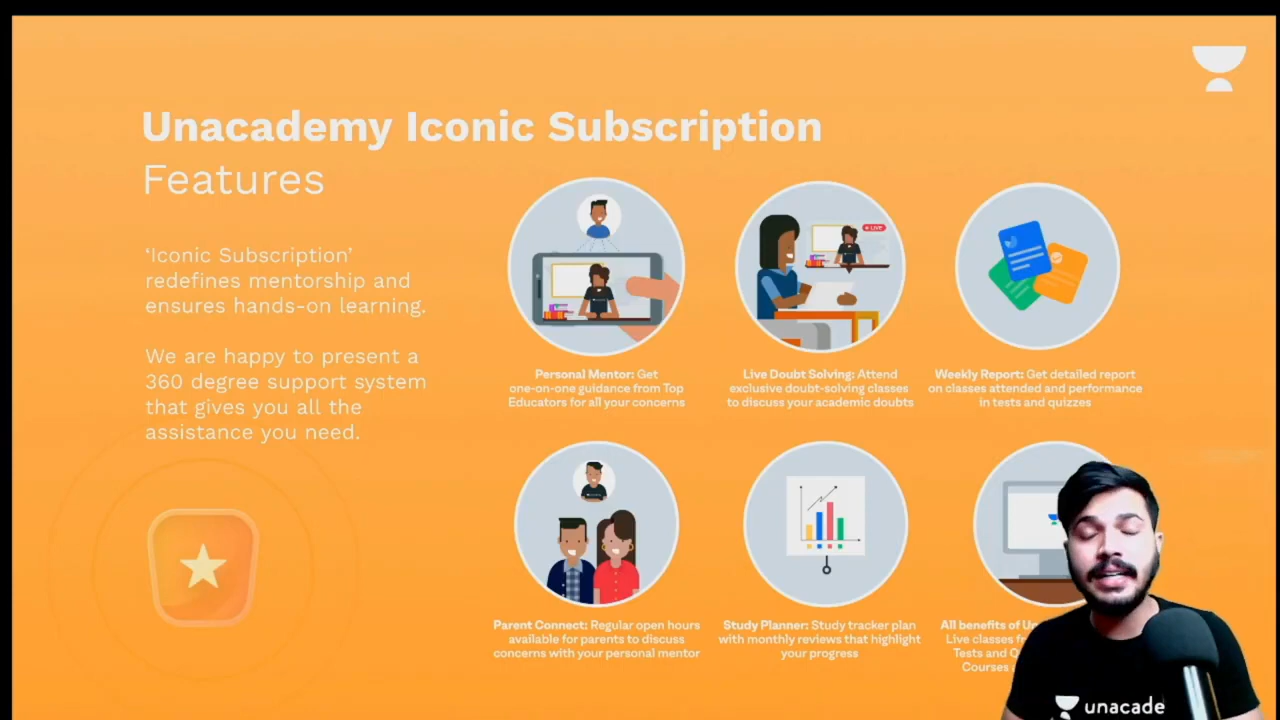 Unacademy Iconic Subscription
Features
‘Iconic Subscription’
redefines mentorship and
ensures hands-on learning.
We are happy to present a
360 degree support system
that gives you all the
assistance you need.
LIVE
Personal Mentor: Get
one-on-one guidance from Top
Educators for all your concerns
Live Doubt Solving: Attend
exclusive doubt-solving classes
to discuss your academic doubts
Weekly Report: Get detailed report
on classes attended and performance
in tests and quizzes
Parent Connect: Regular open hours
available for parents to discuss
concerns with your personal mentor
Study Planner: Study tracker plan
with monthly reviews that highlight
your progress
All benefits of
Live classes
Tests and
Courses
unacade